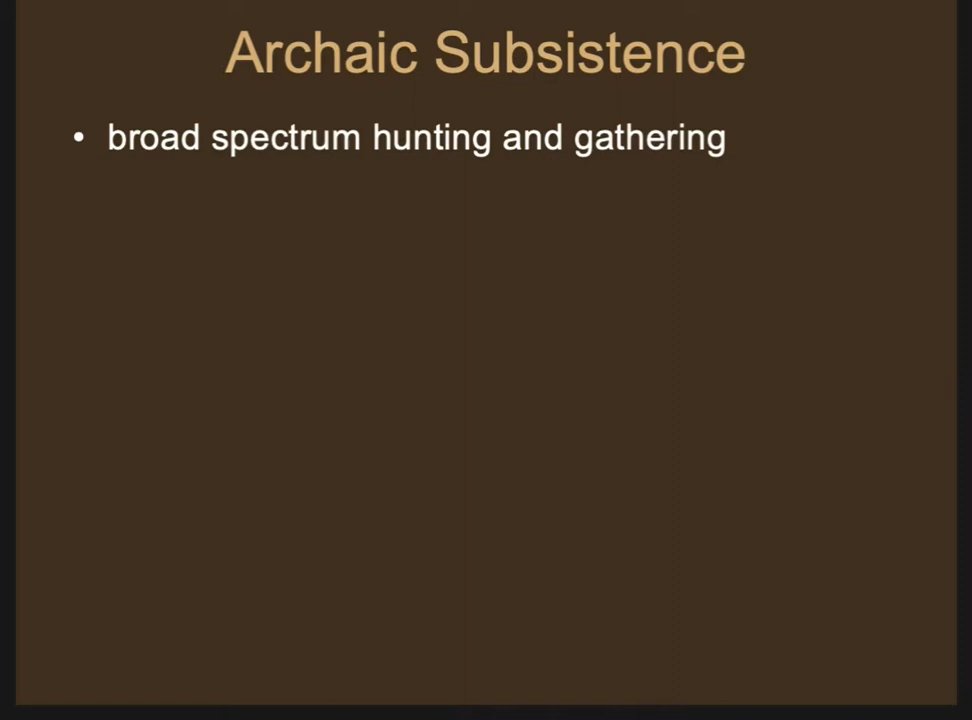 Archaic Subsistence
• broad spectrum hunting and gathering